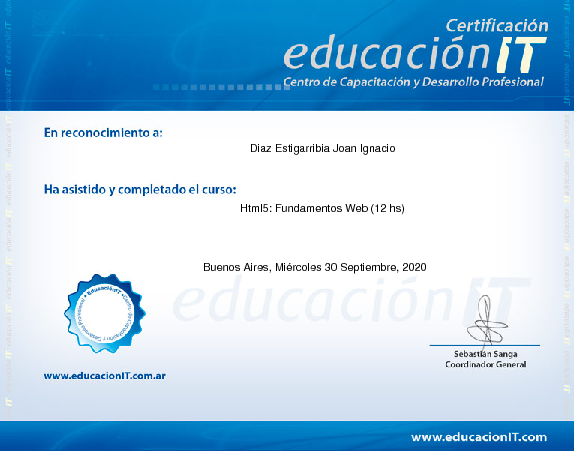 Certificación
educaciónIT
Centro de Capacitación y Desarrollo Profesional
En reconocimiento a:
Diaz Estigarribia Joan Ignacio
Ha asistido y completado el curso:
Html5: Fundamentos Web (12 hs)
Buenos Aires, Miércoles 30 Septiembre, 2020
educaciónIT
Sebastián Sanga
Coordinador General
www.educacionIT.com.ar
www.educacionIT.com